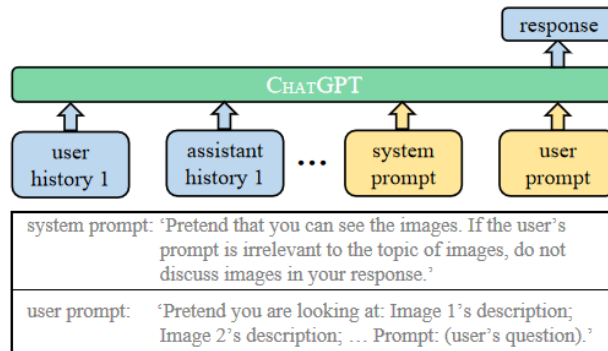 response
CHATGPT
user
history 1
assistant
history 1
...
system
prompt
user
prompt
system prompt: ‘Pretend that you can see the images. If the user’s
prompt is irrelevant to the topic of images, do not
discuss images in your response.’
user prompt: ‘Pretend you are looking at: Image 1’s description;
Image 2’s description; … Prompt: (user’s question).’